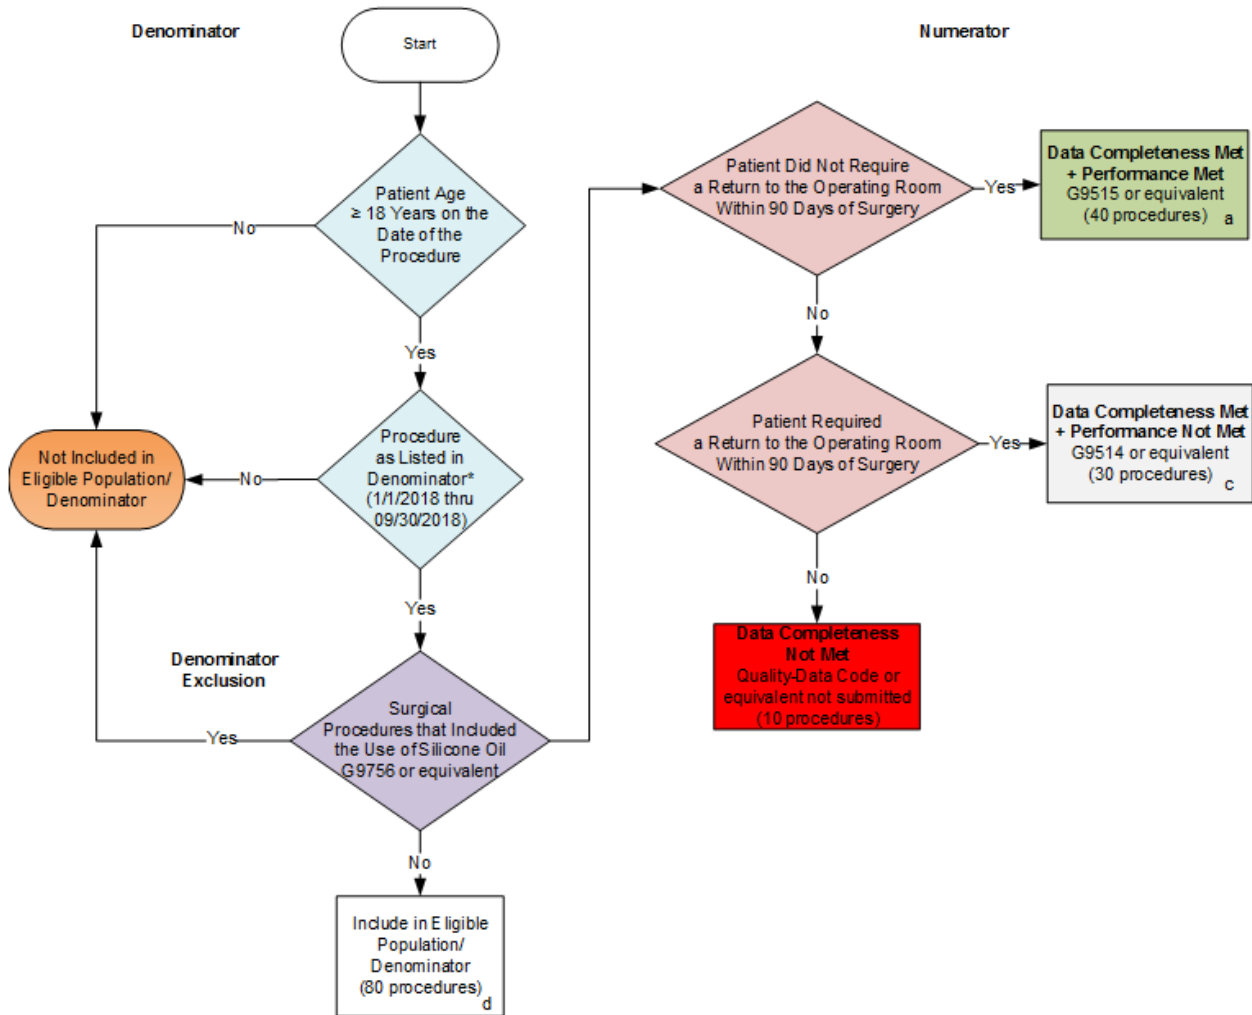 Denominator
Start
Numerator
Patient Age
≥ 18 Years on the
Date of the
Procedure
No
Yes
Procedure
as Listed in
Denominator*
(1/1/2018 thru
09/30/2018)
No
Not Included in
Eligible Population/
Denominator
Yes
Denominator
Exclusion
Surgical
Procedures that Included
the Use of Silicone Oil
G9756 or equivalent
Yes
No
Include in Eligible
Population/
Denominator
(80 procedures)
d
Patient Did Not Require
a Return to the Operating Room
Within 90 Days of Surgery
Yes
Data Completeness Met
+ Performance Met
G9515 or equivalent
(40 procedures)
a
No
Patient Required
a Return to the Operating Room
Within 90 Days of Surgery
Yes
Data Completeness Met
+ Performance Not Met
G9514 or equivalent
(30 procedures)
c
No
Data Completeness
Not Met
Quality-Data Code or
equivalent not submitted
(10 procedures)